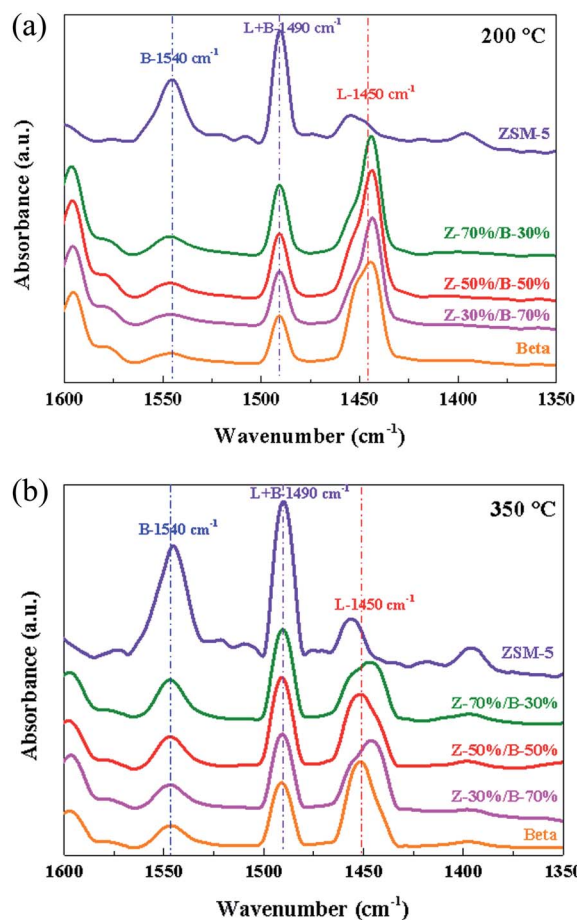 (a)
200 °C
L+B-1490 cm⁻¹
B-1540 cm⁻¹
L-1450 cm⁻¹
ZSM-5
Z-70%/B-30%
Z-50%/B-50%
Z-30%/B-70%
Beta
Absorbance (a.u.)
1600 1550 1500 1450 1400 1350
Wavenumber (cm⁻¹)
(b)
350 °C
L+B-1490 cm⁻¹
B-1540 cm⁻¹
L-1450 cm⁻¹
ZSM-5
Z-70%/B-30%
Z-50%/B-50%
Z-30%/B-70%
Beta
Absorbance (a.u.)
1600 1550 1500 1450 1400 1350
Wavenumber (cm⁻¹)